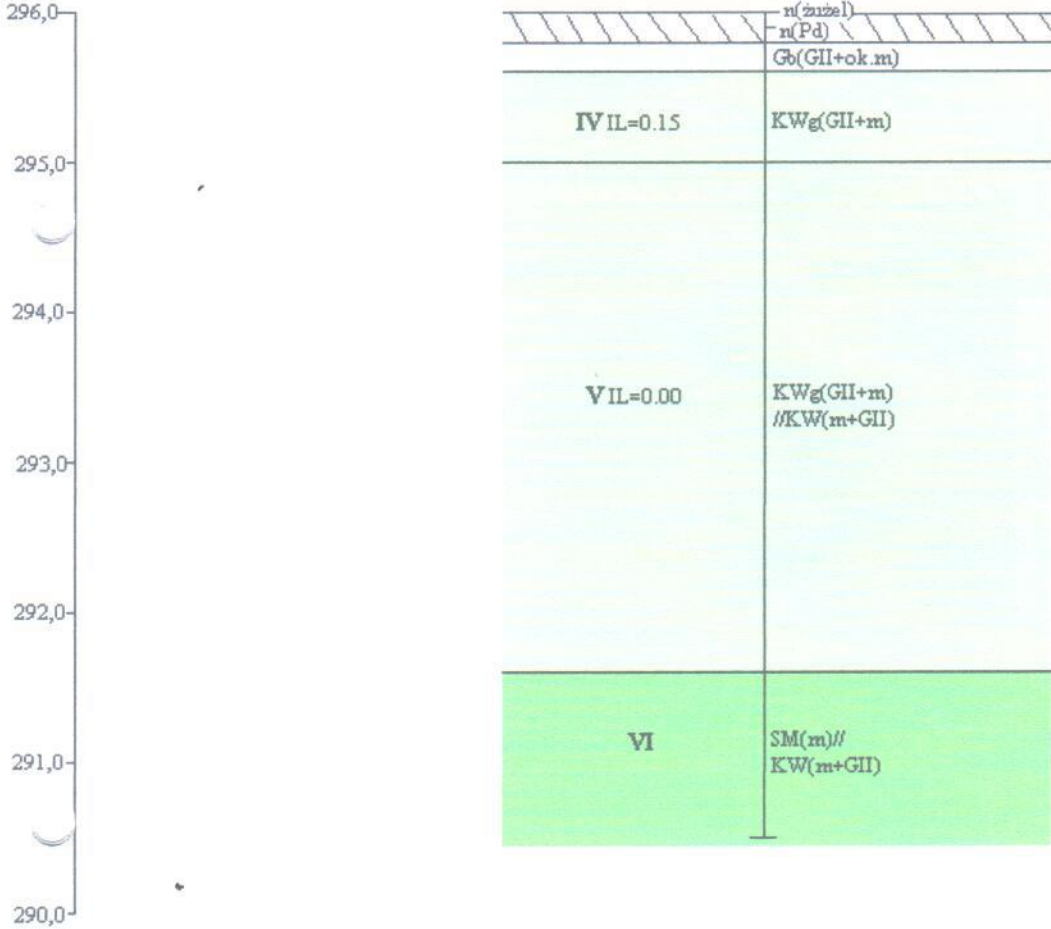 296,0
n(żużel)
n(Pd)
Gb(GII+ok.m)
IV IL=0.15
KWg(GII+m)
295,0
294,0
V IL=0.00
KWg(GII+m)
//KW(m+GII)
293,0
292,0
VI
SM(m)//
KW(m+GII)
291,0
290,0